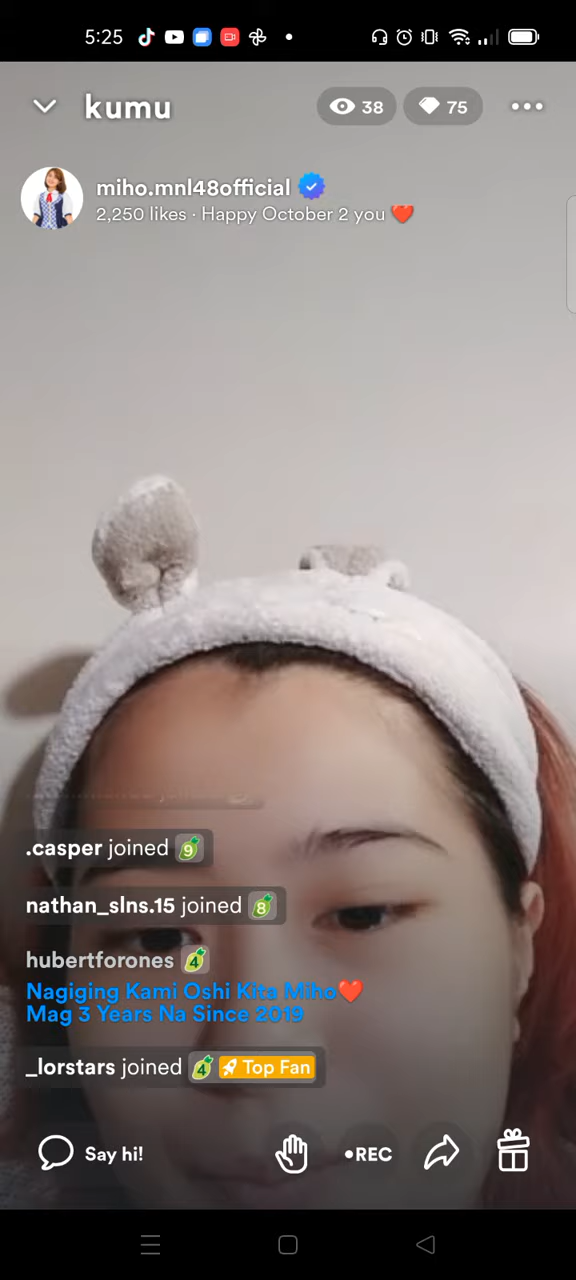 5:25
kumu
38
75
miho.mnl48official
2,250 likes · Happy October 2 you ❤️
.casper joined 9
nathan_slns.15 joined 8
hubertforones 4
Nagiging Kami Oshi Kita Miho❤️
Mag 3 Years Na Since 2019
_lorstars joined 4 Top Fan
Say hi!
•REC